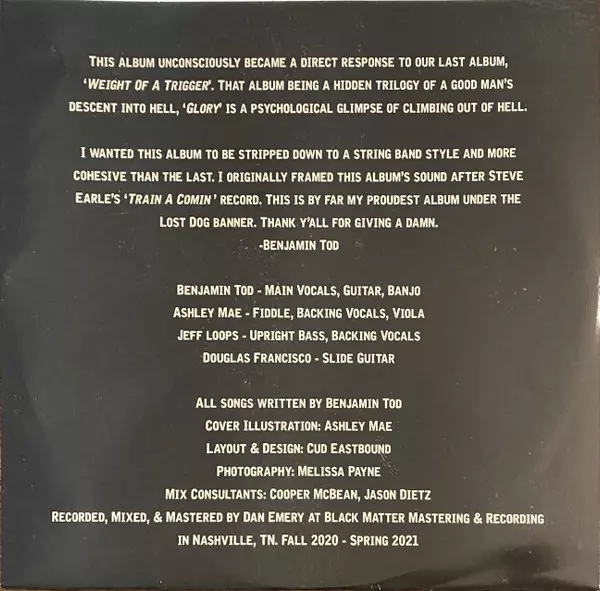 This album unconsciously became a direct response to our last album,
‘Weight Of A Trigger’. That album being a hidden trilogy of a good man’s
descent into hell, ‘Glory’ is a psychological glimpse of climbing out of hell.
I wanted this album to be stripped down to a string band style and more
cohesive than the last. I originally framed this album’s sound after Steve
Earle’s ‘Train A Comin’ record. This is by far my proudest album under the
Lost Dog banner. Thank y’all for giving a damn.
-Benjamin Tod
Benjamin Tod - Main Vocals, Guitar, Banjo
Ashley Mae - Fiddle, Backing Vocals, Viola
Jeff Loops - Upright Bass, Backing Vocals
Douglas Francisco - Slide Guitar
All songs written by Benjamin Tod
Cover Illustration: Ashley Mae
Layout & Design: Cud Eastbound
Photography: Melissa Payne
Mix Consultants: Cooper McBean, Jason Dietz
Recorded, Mixed, & Mastered by Dan Emery at Black Matter Mastering & Recording
in Nashville, TN. Fall 2020 - Spring 2021